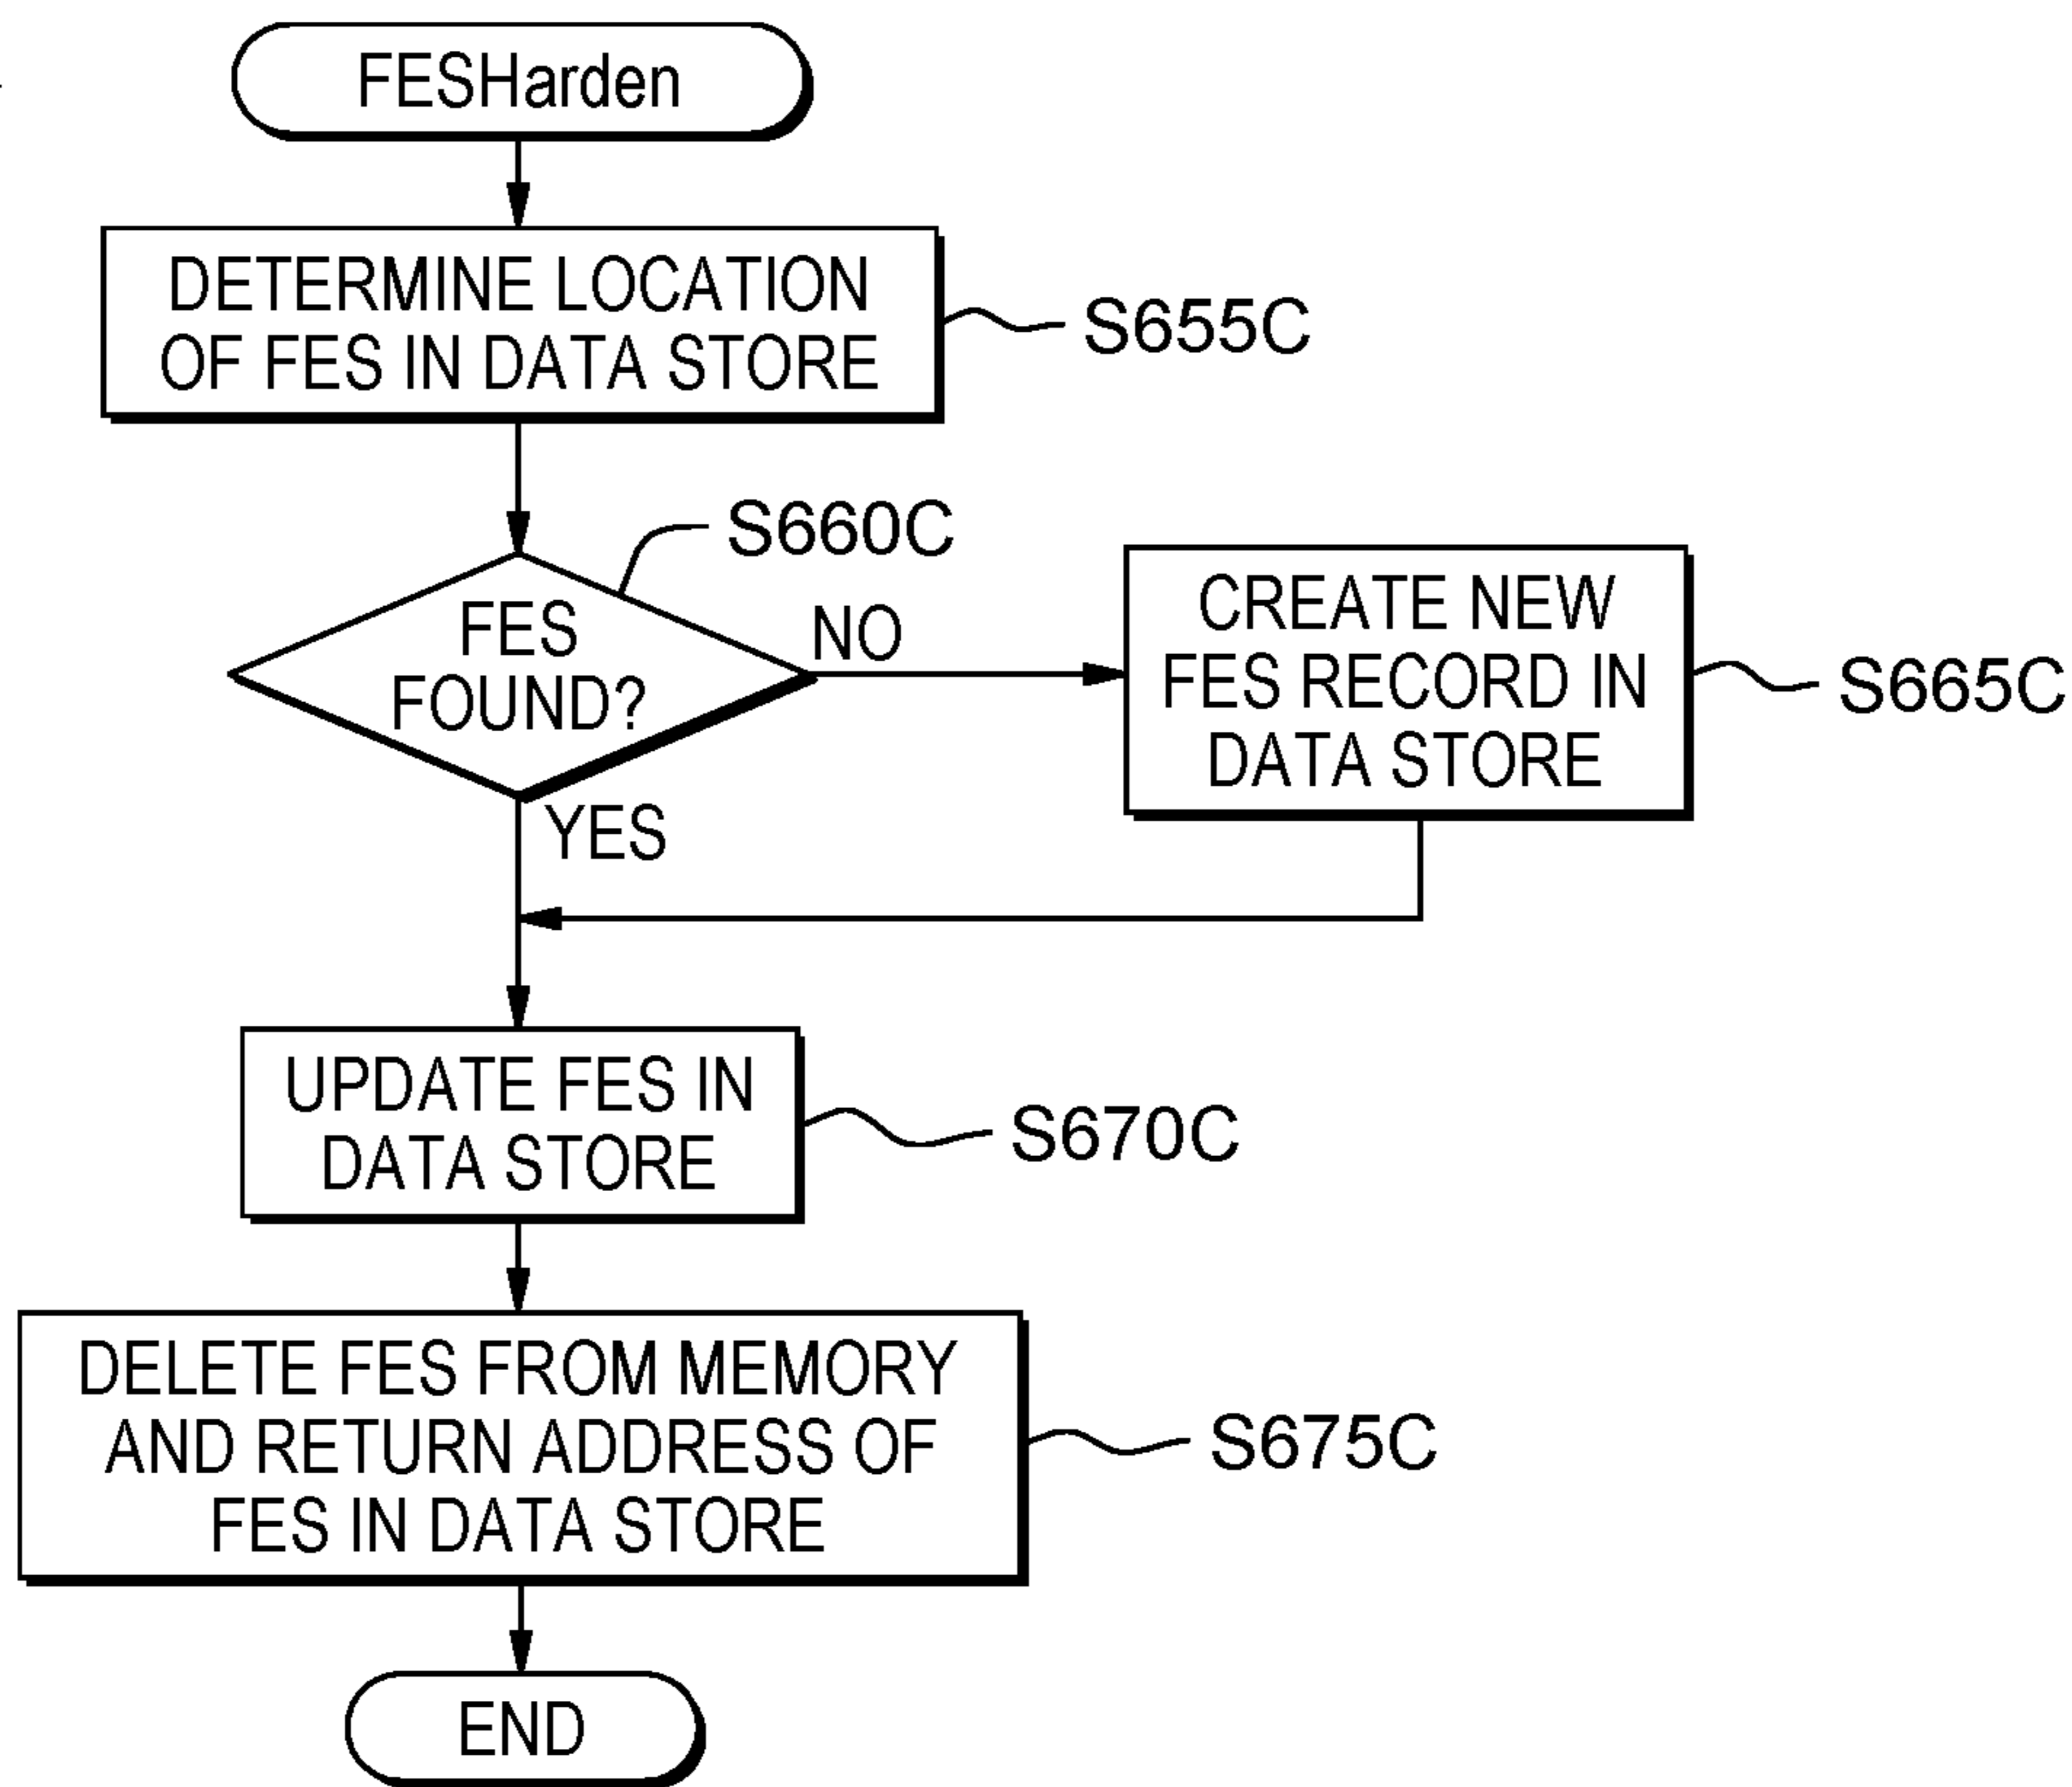 FESHarden
DETERMINE LOCATION
OF FES IN DATA STORE
S655C
S660C
FES
FOUND?
NO
CREATE NEW
FES RECORD IN
DATA STORE
S665C
YES
UPDATE FES IN
DATA STORE
S670C
DELETE FES FROM MEMORY
AND RETURN ADDRESS OF
FES IN DATA STORE
S675C
END